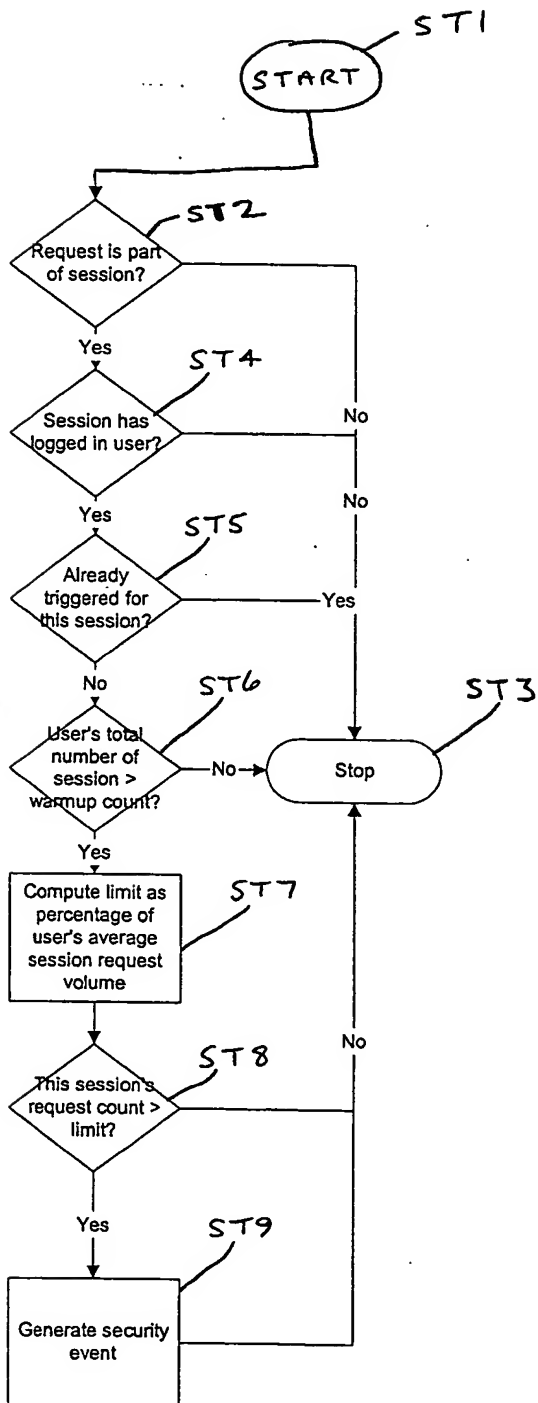 ST1
START
ST2
Request is part
of session?
Yes
No
ST4
Session has
logged in user?
Yes
No
ST5
Already
triggered for
this session?
Yes
No
ST6
User's total
number of
session >
warmup count?
No
ST3
Stop
Yes
ST7
Compute limit as
percentage of
user's average
session request
volume
No
ST8
This session's
request count >
limit?
Yes
ST9
Generate security
event